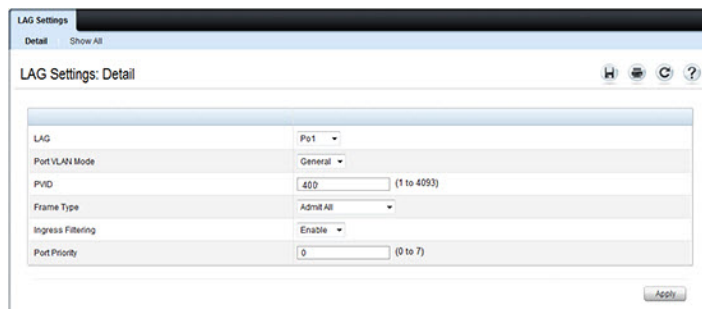 LAG Settings
Detail Show All
LAG Settings: Detail
LAG Po1
Port VLAN Mode General
PVID 400 (1 to 4093)
Frame Type Admit All
Ingress Filtering Enable
Port Priority 0 (0 to 7)
Apply